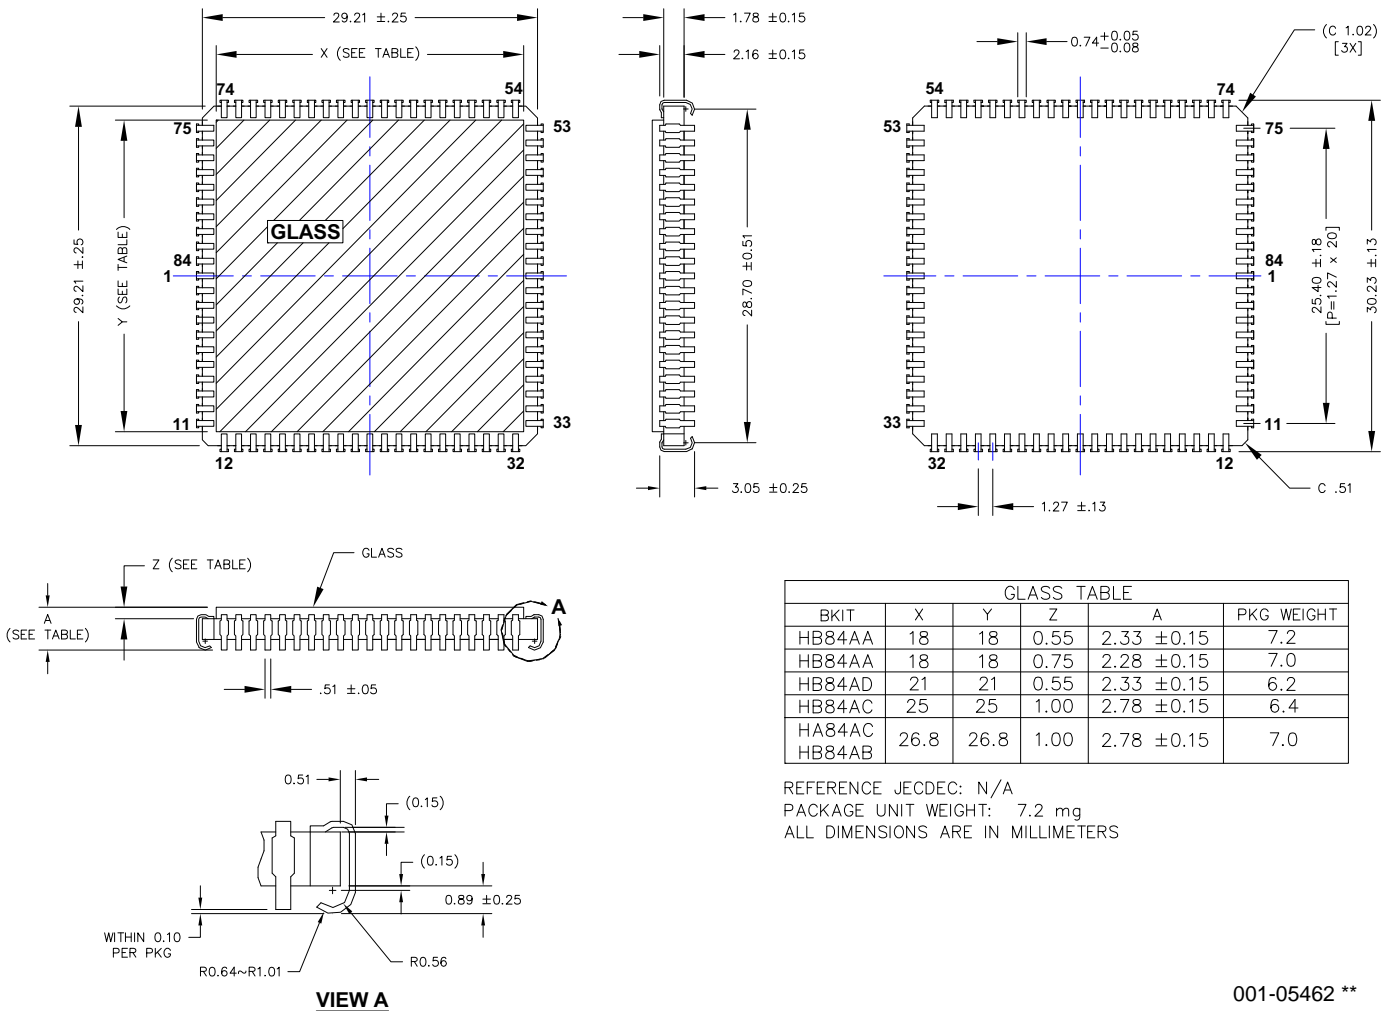 29.21 ±.25
X (SEE TABLE)
74
54
75
53
29.21 ±.25
Y (SEE TABLE)
GLASS
84
1
11
33
12
32
1.78 ±0.15
2.16 ±0.15
28.70 ±0.51
3.05 ±0.25
0.74 +0.05
−0.08
(C 1.02)
[3X]
54
74
53
75
84
1
25.40 ±.18
[P=1.27 x 20]
30.23 ±.13
33
11
32
12
C .51
1.27 ±.13
Z (SEE TABLE)
GLASS
A
(SEE TABLE)
A
.51 ±.05
GLASS TABLE
BKIT X Y Z A PKG WEIGHT
HB84AA 18 18 0.55 2.33 ±0.15 7.2
HB84AA 18 18 0.75 2.28 ±0.15 7.0
HB84AD 21 21 0.55 2.33 ±0.15 6.2
HB84AC 25 25 1.00 2.78 ±0.15 6.4
HA84AC
HB84AB 26.8 26.8 1.00 2.78 ±0.15 7.0
REFERENCE JECDEC: N/A
PACKAGE UNIT WEIGHT: 7.2 mg
ALL DIMENSIONS ARE IN MILLIMETERS
0.51
(0.15)
(0.15)
0.89 ±0.25
WITHIN 0.10
PER PKG
R0.64~R1.01
R0.56
VIEW A
001-05462 **